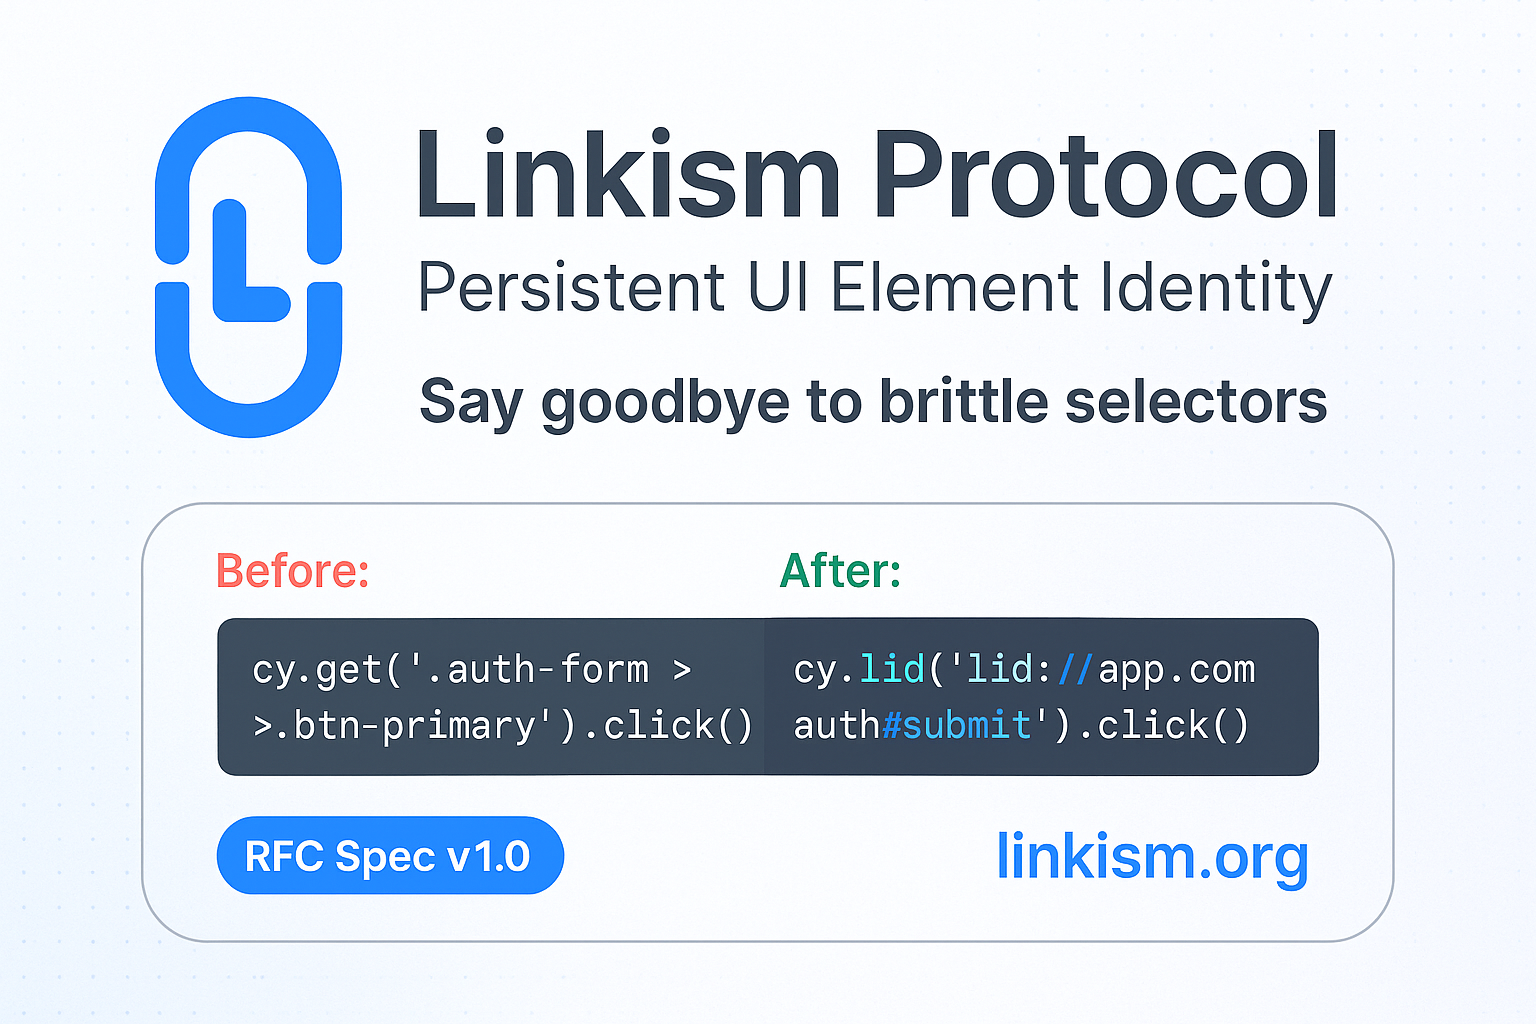 L
Linkism Protocol
Persistent UI Element Identity
Say goodbye to brittle selectors
Before:
cy.get('.auth-form >
>.btn-primary').click()
After:
cy.lid('lid://app.com
auth#submit').click()
RFC Spec v1.0
linkism.org